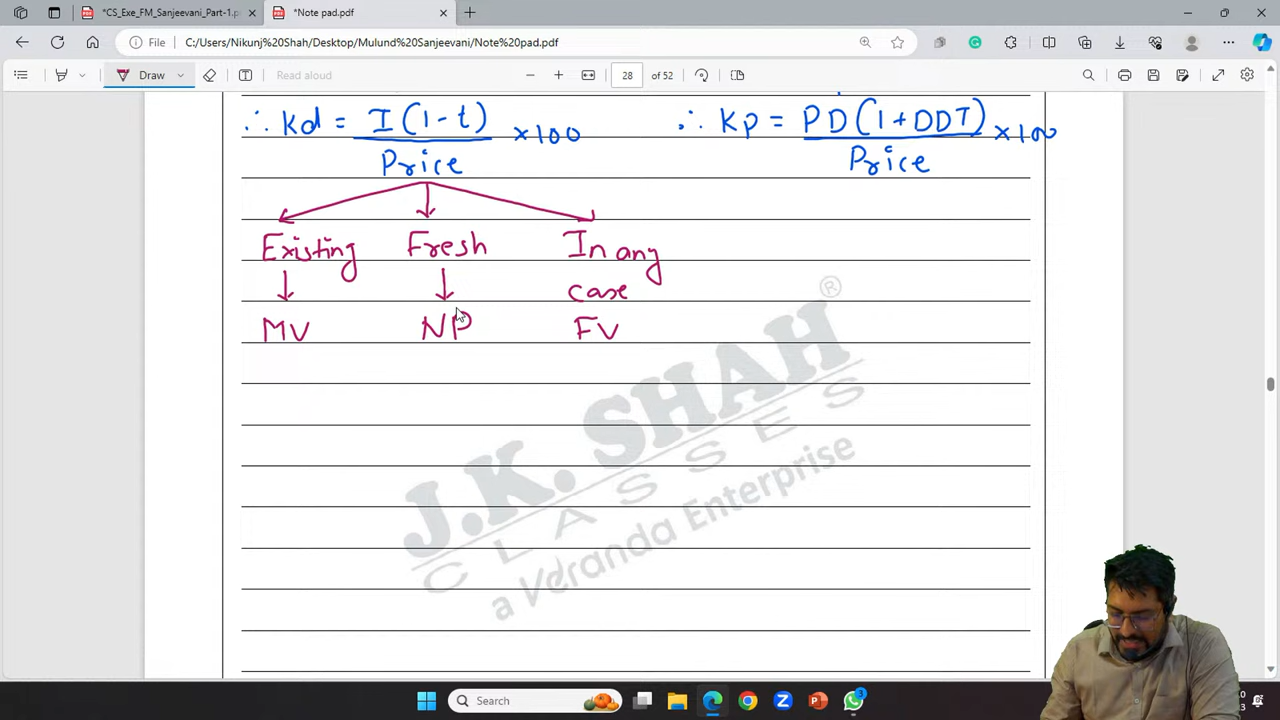 *CS_Exe_FM_Sanjeevani_Part-1.p
*Note pad.pdf
File
C:/Users/Nikunj%20Shah/Desktop/Mulund%20Sanjeevani/Note%20pad.pdf
Draw
Read aloud
28 of 52
∴ Kd = I(1-t) / Price ×100
∴ Kp = PD(1+DDT) / Price ×100
Existing Fresh In any case
MV NP FV
J.K. SHAH ®
CLASSES
a Veranda Enterprise
Search
3